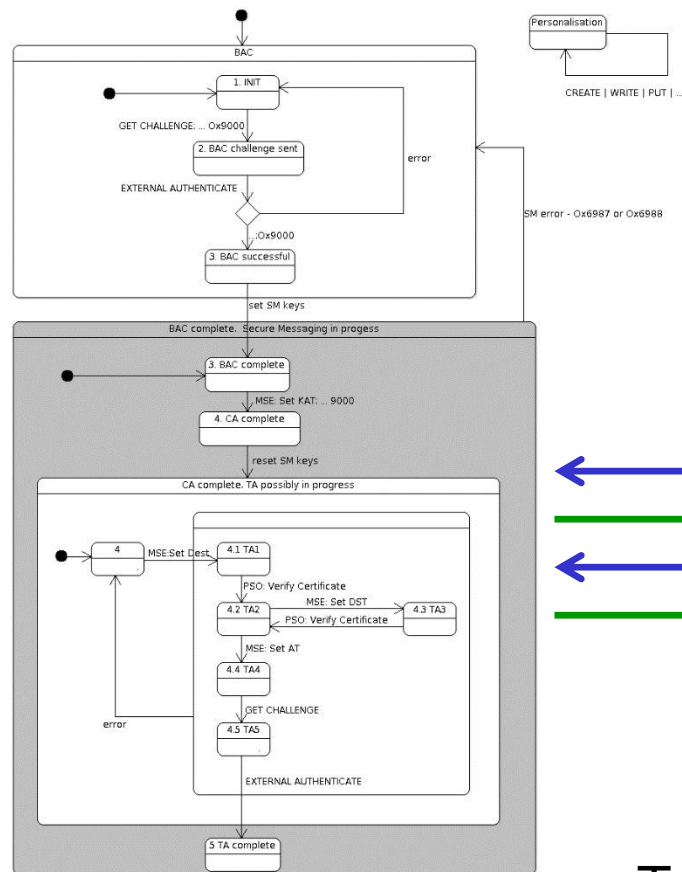 Personalisation
CREATE | WRITE | PUT | ...
BAC
1. INIT
GET CHALLENGE: ... 0x9000
2. BAC challenge sent
error
EXTERNAL AUTHENTICATE
...:0x9000
3. BAC successful
SM error - 0x6987 or 0x6988
set SM keys
BAC complete. Secure Messaging in progess
3. BAC complete
MSE: Set KAT: ... 9000
4. CA complete
reset SM keys
CA complete. TA possibly in progress
4
MSE:Set Dest
4.1 TA1
PSO: Verify Certificate
4.2 TA2
MSE: Set DST
PSO: Verify Certificate
4.3 TA3
MSE: Set AT
4.4 TA4
GET CHALLENGE
error
4.5 TA5
EXTERNAL AUTHENTICATE
5 TA complete